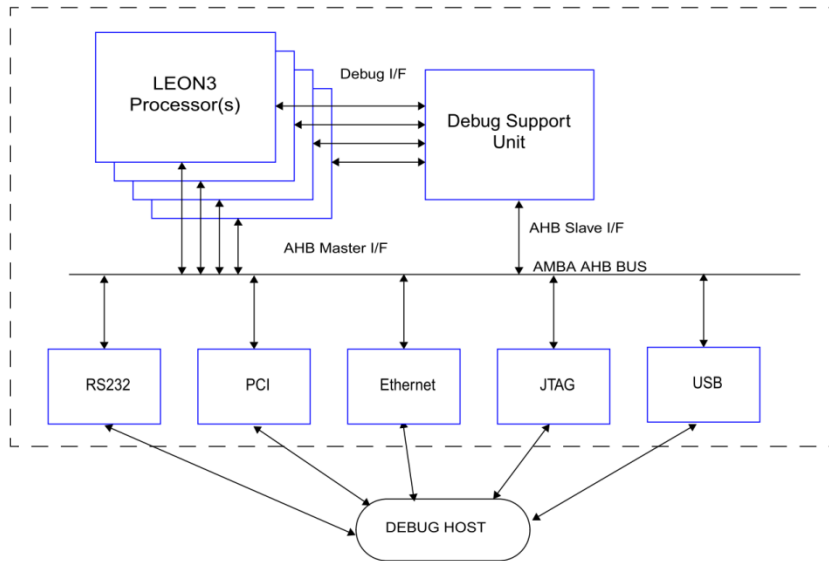 LEON3
Processor(s)
Debug I/F
Debug Support
Unit
AHB Slave I/F
AHB Master I/F
AMBA AHB BUS
RS232
PCI
Ethernet
JTAG
USB
DEBUG HOST